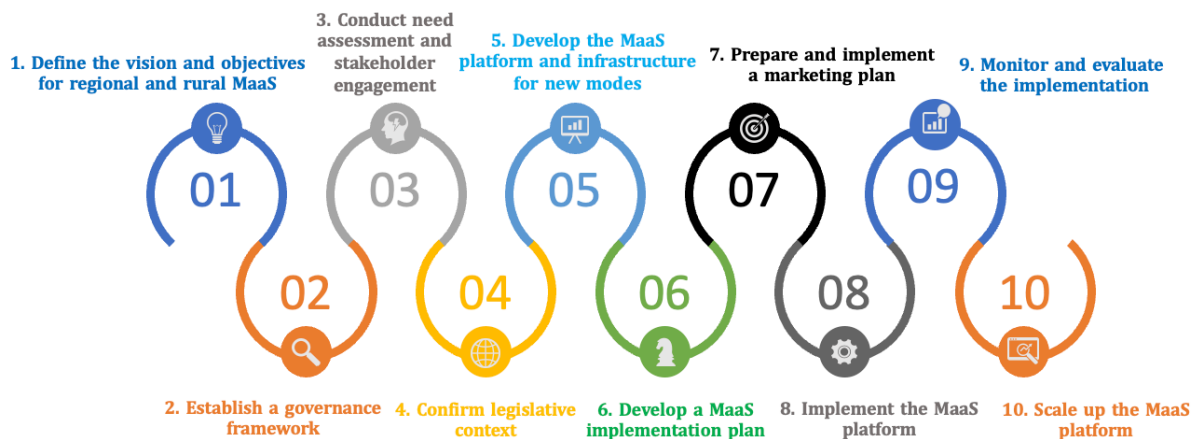 1. Define the vision and objectives
for regional and rural MaaS
01
2. Establish a governance
framework
02
3. Conduct need
assessment and
stakeholder
engagement
03
4. Confirm legislative
context
04
5. Develop the MaaS
platform and infrastructure
for new modes
05
6. Develop a MaaS
implementation plan
06
7. Prepare and implement
a marketing plan
07
8. Implement the MaaS
platform
08
9. Monitor and evaluate
the implementation
09
10. Scale up the MaaS
platform
10